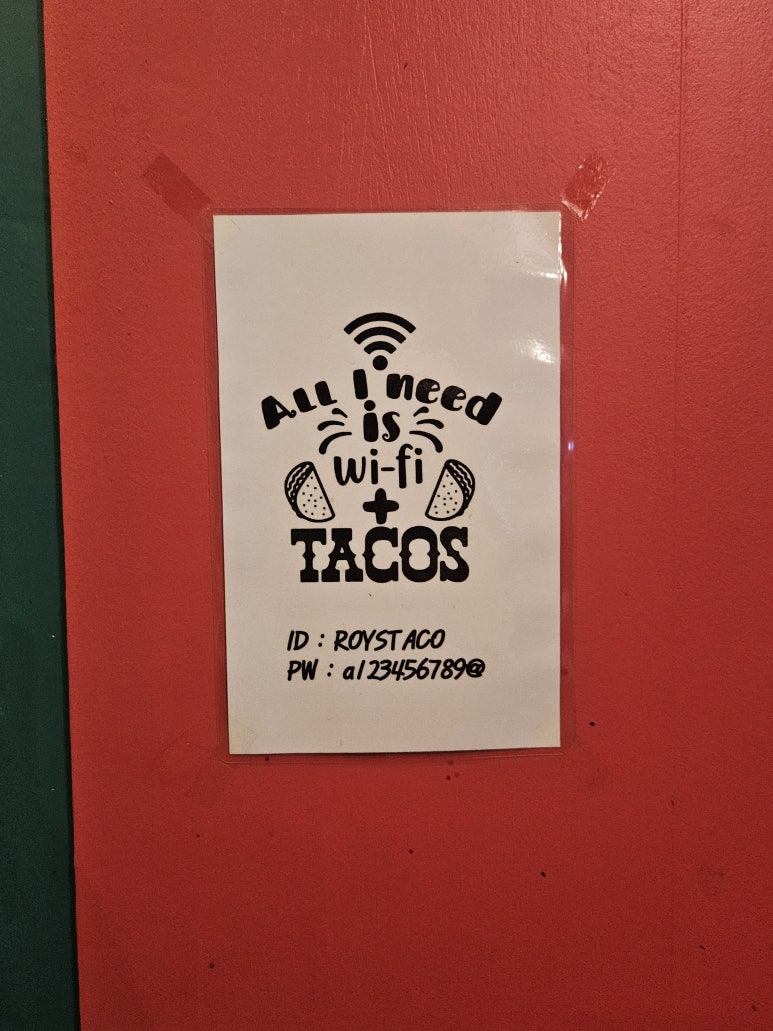 All I need
is
wi-fi
+
TACOS
ID : ROYSTACO
PW : a123456789@